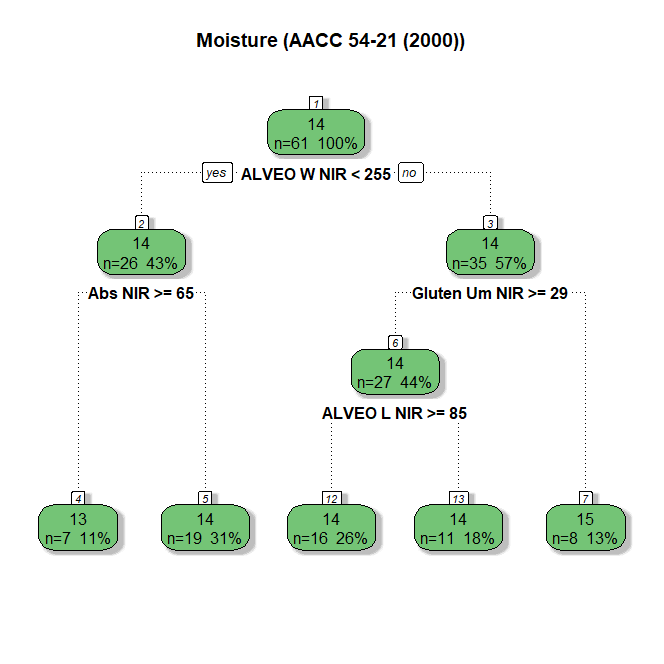 Moisture (AACC 54-21 (2000))
1
14
n=61 100%
yes ALVEO W NIR < 255 no
2
14
n=26 43%
3
14
n=35 57%
Abs NIR >= 65
Gluten Um NIR >= 29
6
14
n=27 44%
ALVEO L NIR >= 85
4
13
n=7 11%
5
14
n=19 31%
12
14
n=16 26%
13
14
n=11 18%
7
15
n=8 13%